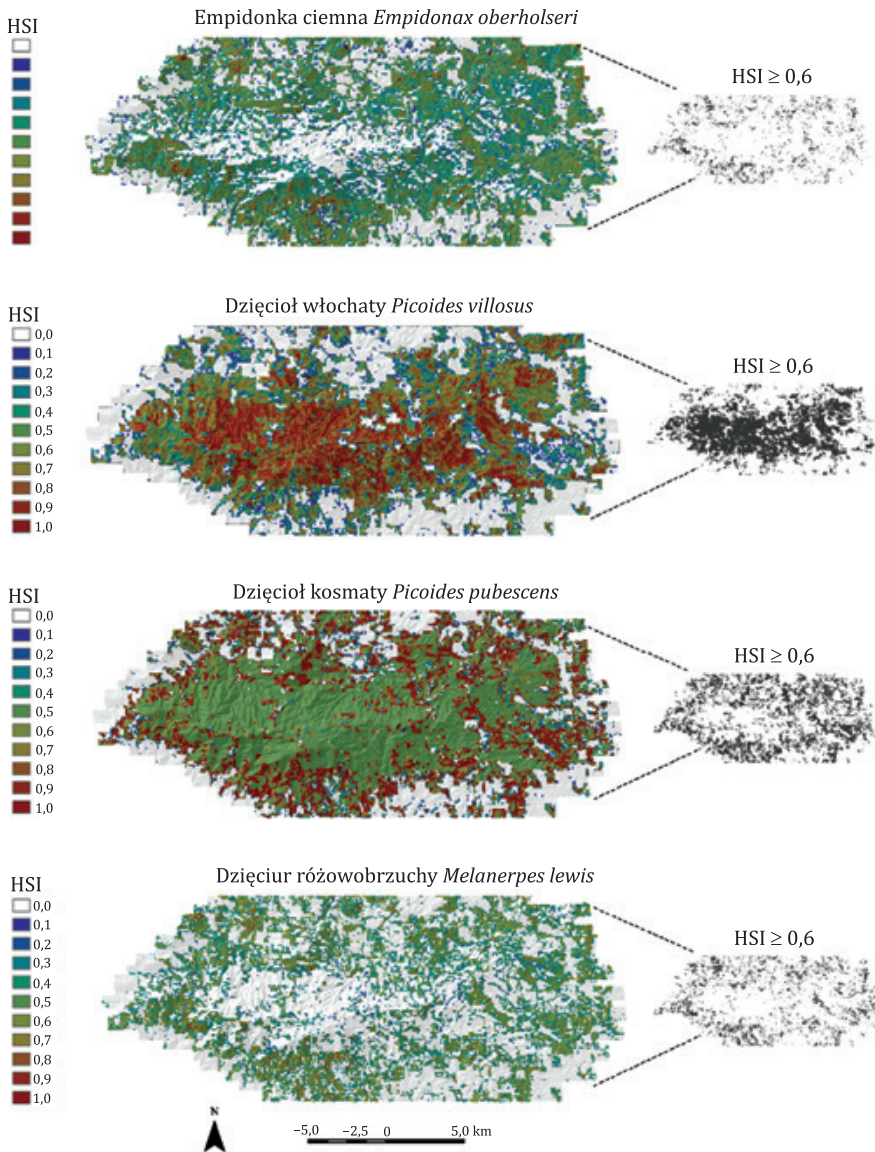 Empidonka ciemna Empidonax oberholseri
HSI
HSI ≥ 0,6
Dzięcioł włochaty Picoides villosus
HSI
0,0
0,1
0,2
0,3
0,4
0,5
0,6
0,7
0,8
0,9
1,0
HSI ≥ 0,6
Dzięcioł kosmaty Picoides pubescens
HSI
0,0
0,1
0,2
0,3
0,4
0,5
0,6
0,7
0,8
0,9
1,0
HSI ≥ 0,6
Dzięciur różowobrzuchy Melanerpes lewis
HSI
0,0
0,1
0,2
0,3
0,4
0,5
0,6
0,7
0,8
0,9
1,0
HSI ≥ 0,6
N
−5,0 −2,5 0 5,0 km